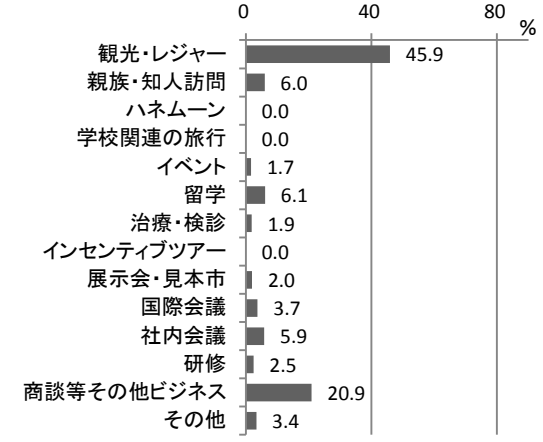 0 40 80
%
観光・レジャー 45.9
親族・知人訪問 6.0
ハネムーン 0.0
学校関連の旅行 0.0
イベント 1.7
留学 6.1
治療・検診 1.9
インセンティブツアー 0.0
展示会・見本市 2.0
国際会議 3.7
社内会議 5.9
研修 2.5
商談等その他ビジネス 20.9
その他 3.4